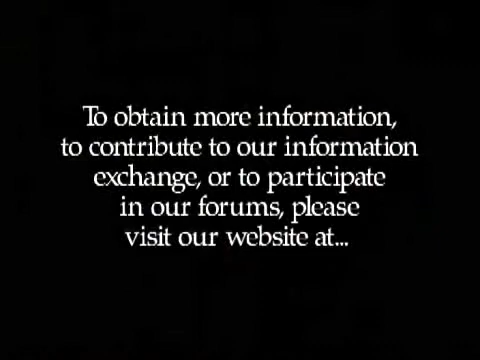 To obtain more information,
to contribute to our information
exchange, or to participate
in our forums, please
visit our website at...